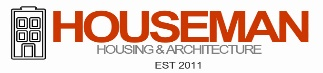 HOUSEMAN
HOUSING & ARCHITECTURE
EST 2011